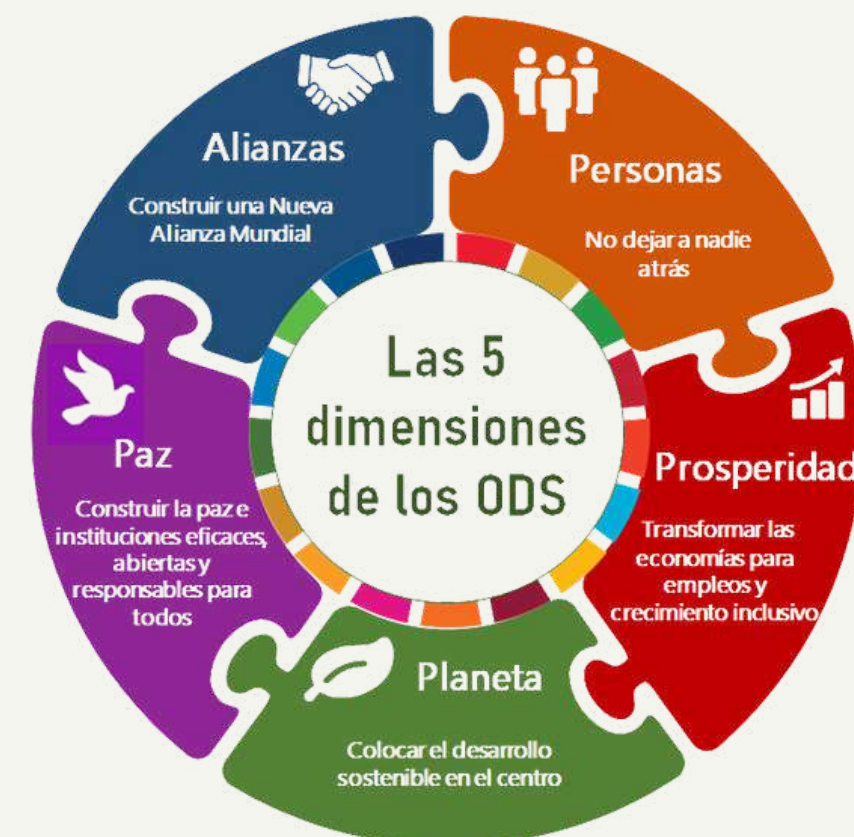 Las 5
dimensiones
de los ODS
Alianzas
Construir una Nueva
Alianza Mundial
Personas
No dejar a nadie
atrás
Prosperidad
Transformar las
economías para
empleos y
crecimiento inclusivo
Planeta
Colocar el desarrollo
sostenible en el centro
Paz
Construir la paz e
instituciones eficaces,
abiertas y
responsables para
todos